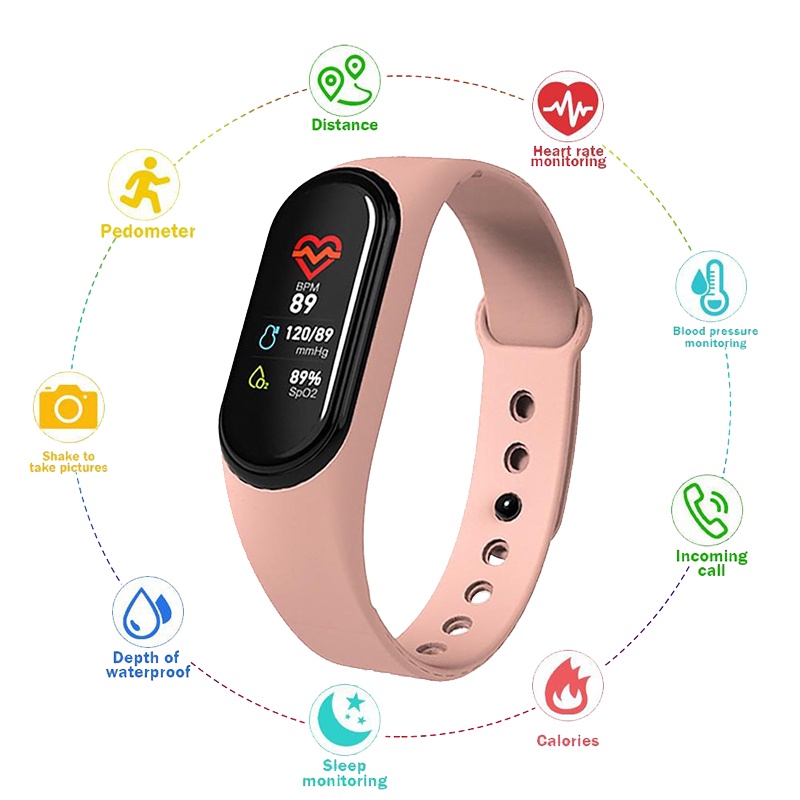 Distance
Heart rate
monitoring
Pedometer
BPM
89
120/89
mmHg
89%
SpO2
O2
Blood pressure
monitoring
Shake to
take pictures
Incoming
call
Depth of
waterproof
Calories
Sleep
monitoring